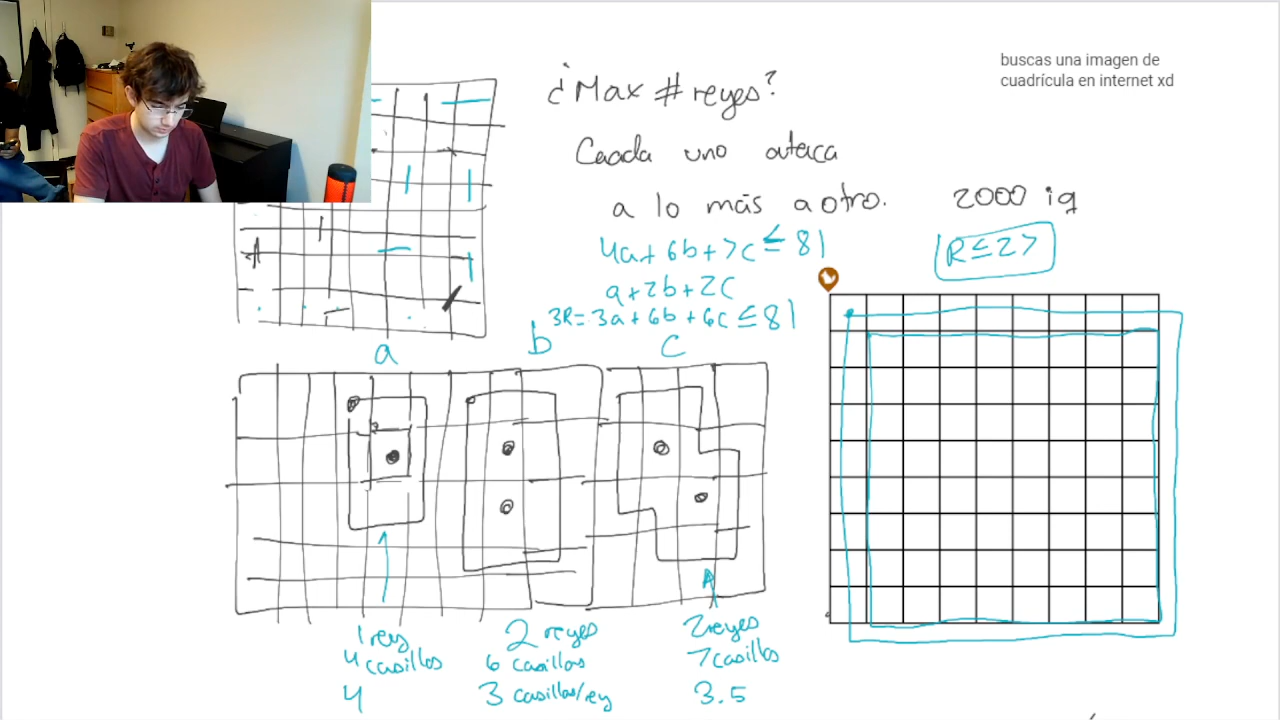 ¿Max # reyes?
Caada uno ataca
a lo más a otro.
2000 iq
buscas una imagen de
cuadrícula en internet xd
4a + 6b + 7c ≤ 81
R ≤ 27
a + 2b + 2c
3R = 3a + 6b + 6c ≤ 81
a
b
c
1 rey
4 casillas
4
2 reyes
6 casillas
3 casillas/rey
2 reyes
7 casillas
3.5